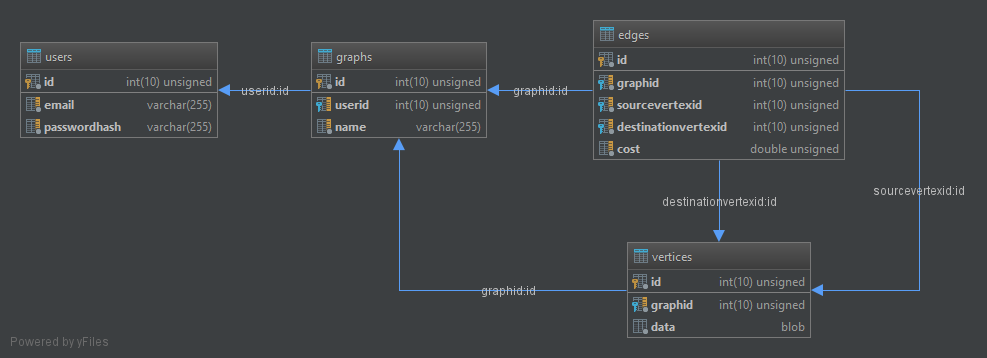 users
id int(10) unsigned
email varchar(255)
passwordhash varchar(255)
userid:id
graphs
id int(10) unsigned
userid int(10) unsigned
name varchar(255)
graphid:id
edges
id int(10) unsigned
graphid int(10) unsigned
sourcevertexid int(10) unsigned
destinationvertexid int(10) unsigned
cost double unsigned
sourcevertexid:id
destinationvertexid:id
vertices
id int(10) unsigned
graphid int(10) unsigned
data blob
graphid:id
Powered by yFiles